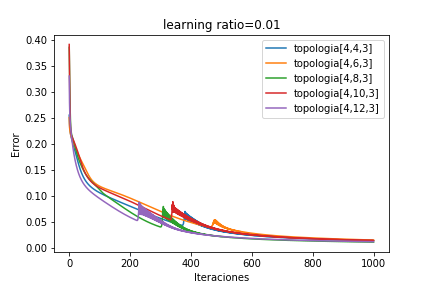 learning ratio=0.01
0.40
0.35
0.30
0.25
0.20
0.15
0.10
0.05
0.00
Error
topologia[4,4,3]
topologia[4,6,3]
topologia[4,8,3]
topologia[4,10,3]
topologia[4,12,3]
0 200 400 600 800 1000
Iteraciones